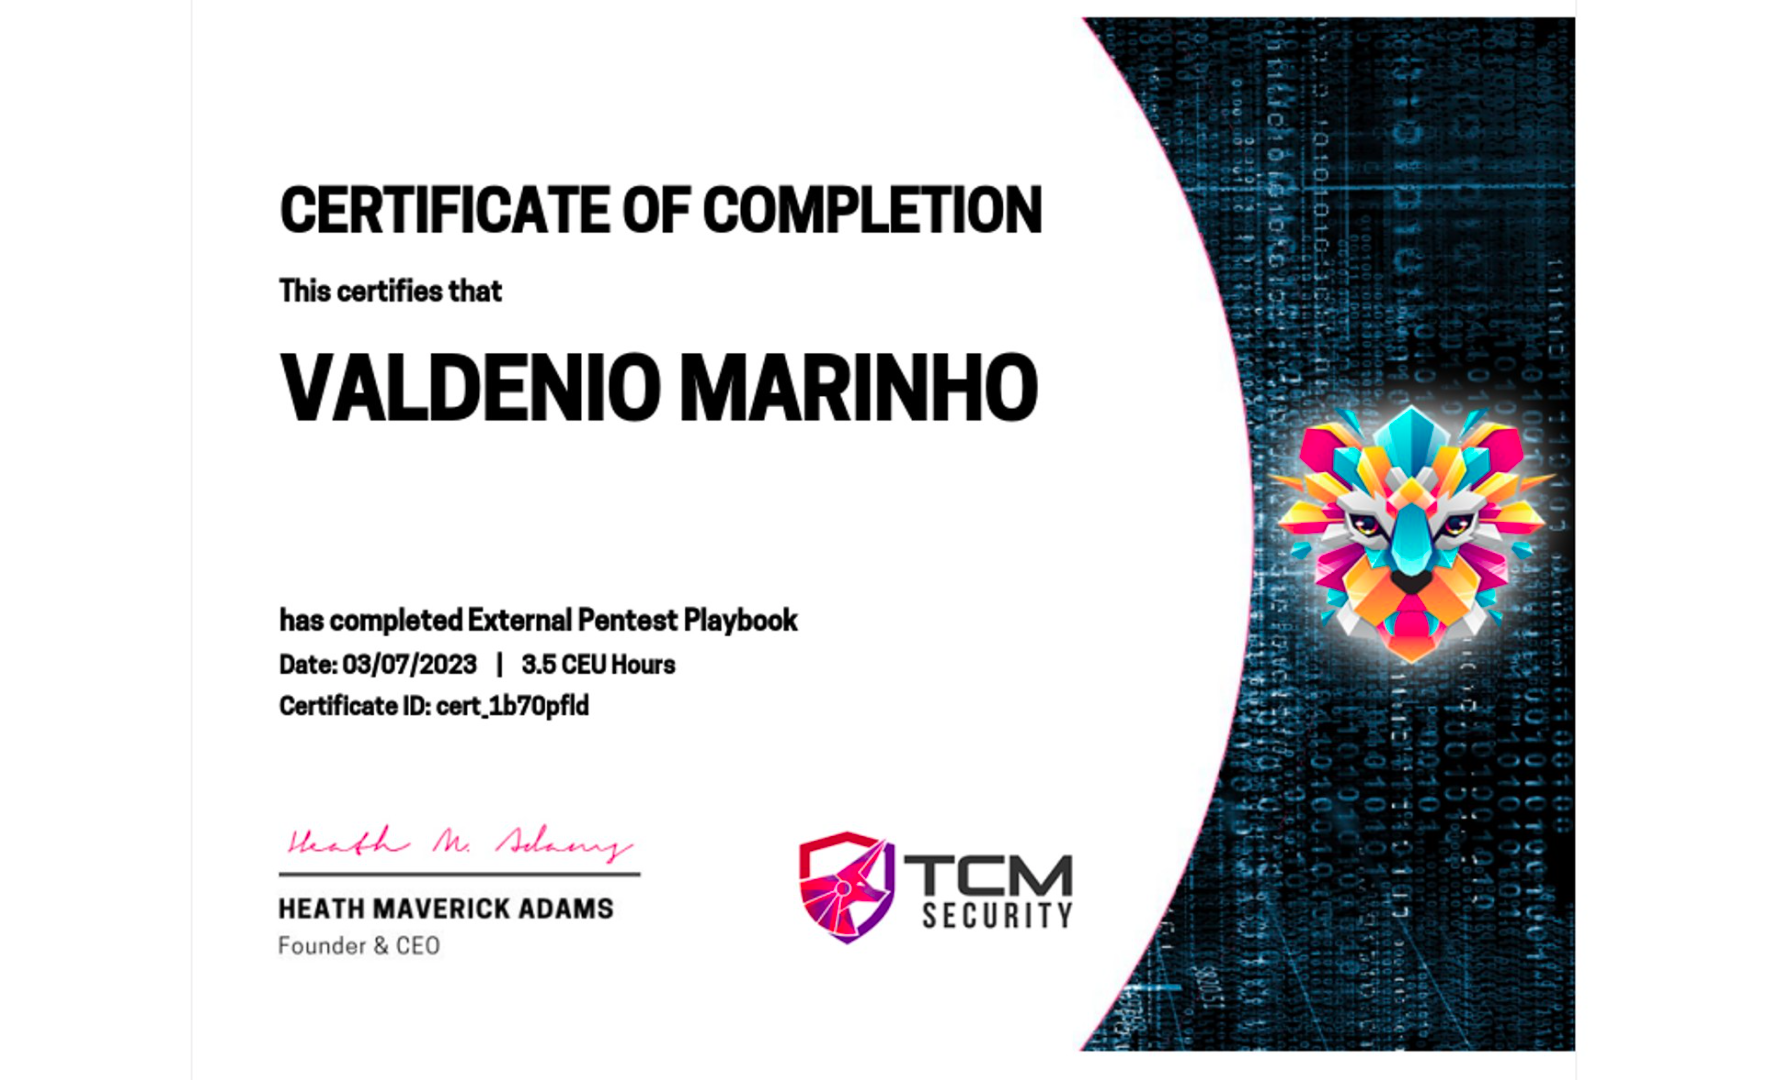 CERTIFICATE OF COMPLETION
This certifies that
VALDENIO MARINHO
has completed External Pentest Playbook
Date: 03/07/2023 | 3.5 CEU Hours
Certificate ID: cert_1b70pfld
Heath M. Adams
HEATH MAVERICK ADAMS
Founder & CEO
TCM
SECURITY